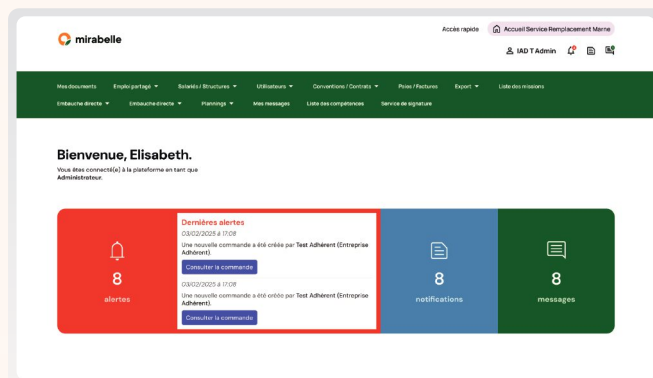 mirabelle
Accès rapide
Accueil Service Remplacement Marne
IAD T Admin
Mes documents Emploi partagé Salariés / Structures Utilisateurs Conventions / Contrats Paies / Factures Export Liste des missions
Embauche directe Embauche directe Plannings Mes messages Liste des compétences Service de signature
Bienvenue, Elisabeth.
Vous êtes connecté(e) à la plateforme en tant que
Administrateur.
8
alertes
Dernières alertes
03/02/2025 à 17:08
Une nouvelle commande a été créée par Test Adhérent (Entreprise
Adhérent).
Consulter la commande
03/02/2025 à 17:08
Une nouvelle commande a été créée par Test Adhérent (Entreprise
Adhérent).
Consulter la commande
8
notifications
8
messages